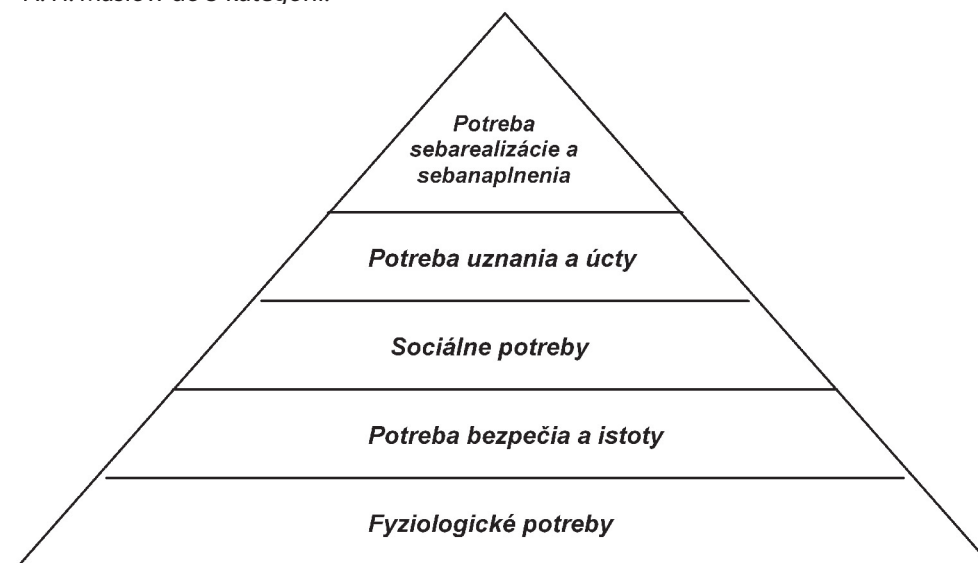 Potreba
sebarealizácie a
sebanaplnenia
Potreba uznania a úcty
Sociálne potreby
Potreba bezpečia a istoty
Fyziologické potreby